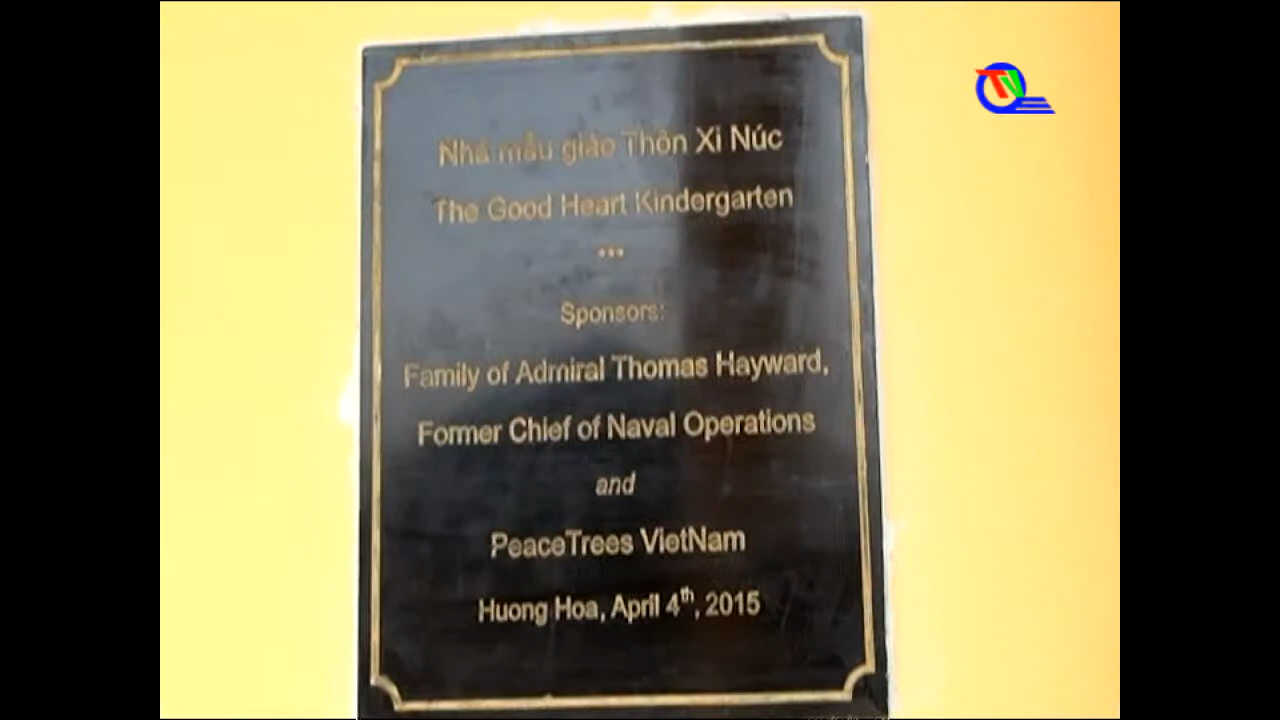 Nhà mẫu giáo Thôn Xi Núc
The Good Heart Kindergarten
***
Sponsors:
Family of Admiral Thomas Hayward,
Former Chief of Naval Operations
and
PeaceTrees VietNam
Huong Hoa, April 4th, 2015